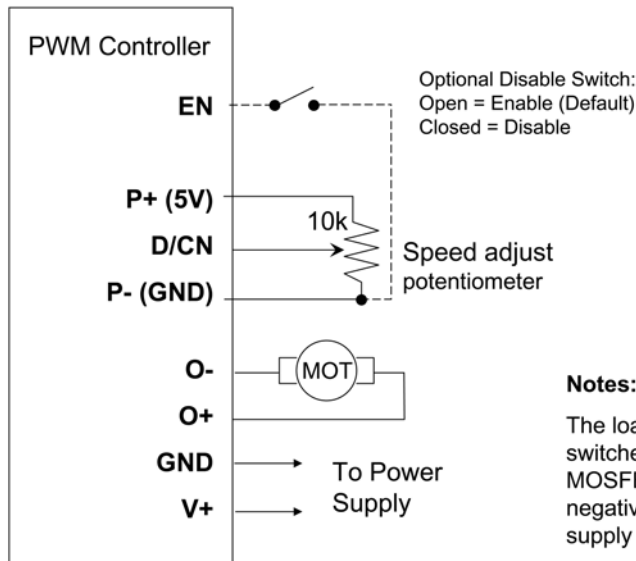 PWM Controller
Optional Disable Switch:
Open = Enable (Default)
Closed = Disable
EN
P+ (5V)
10k
D/CN
Speed adjust
potentiometer
P- (GND)
O-
MOT
O+
Notes:
GND
To Power
Supply
V+
The loa
switche
MOSFE
negativ
supply